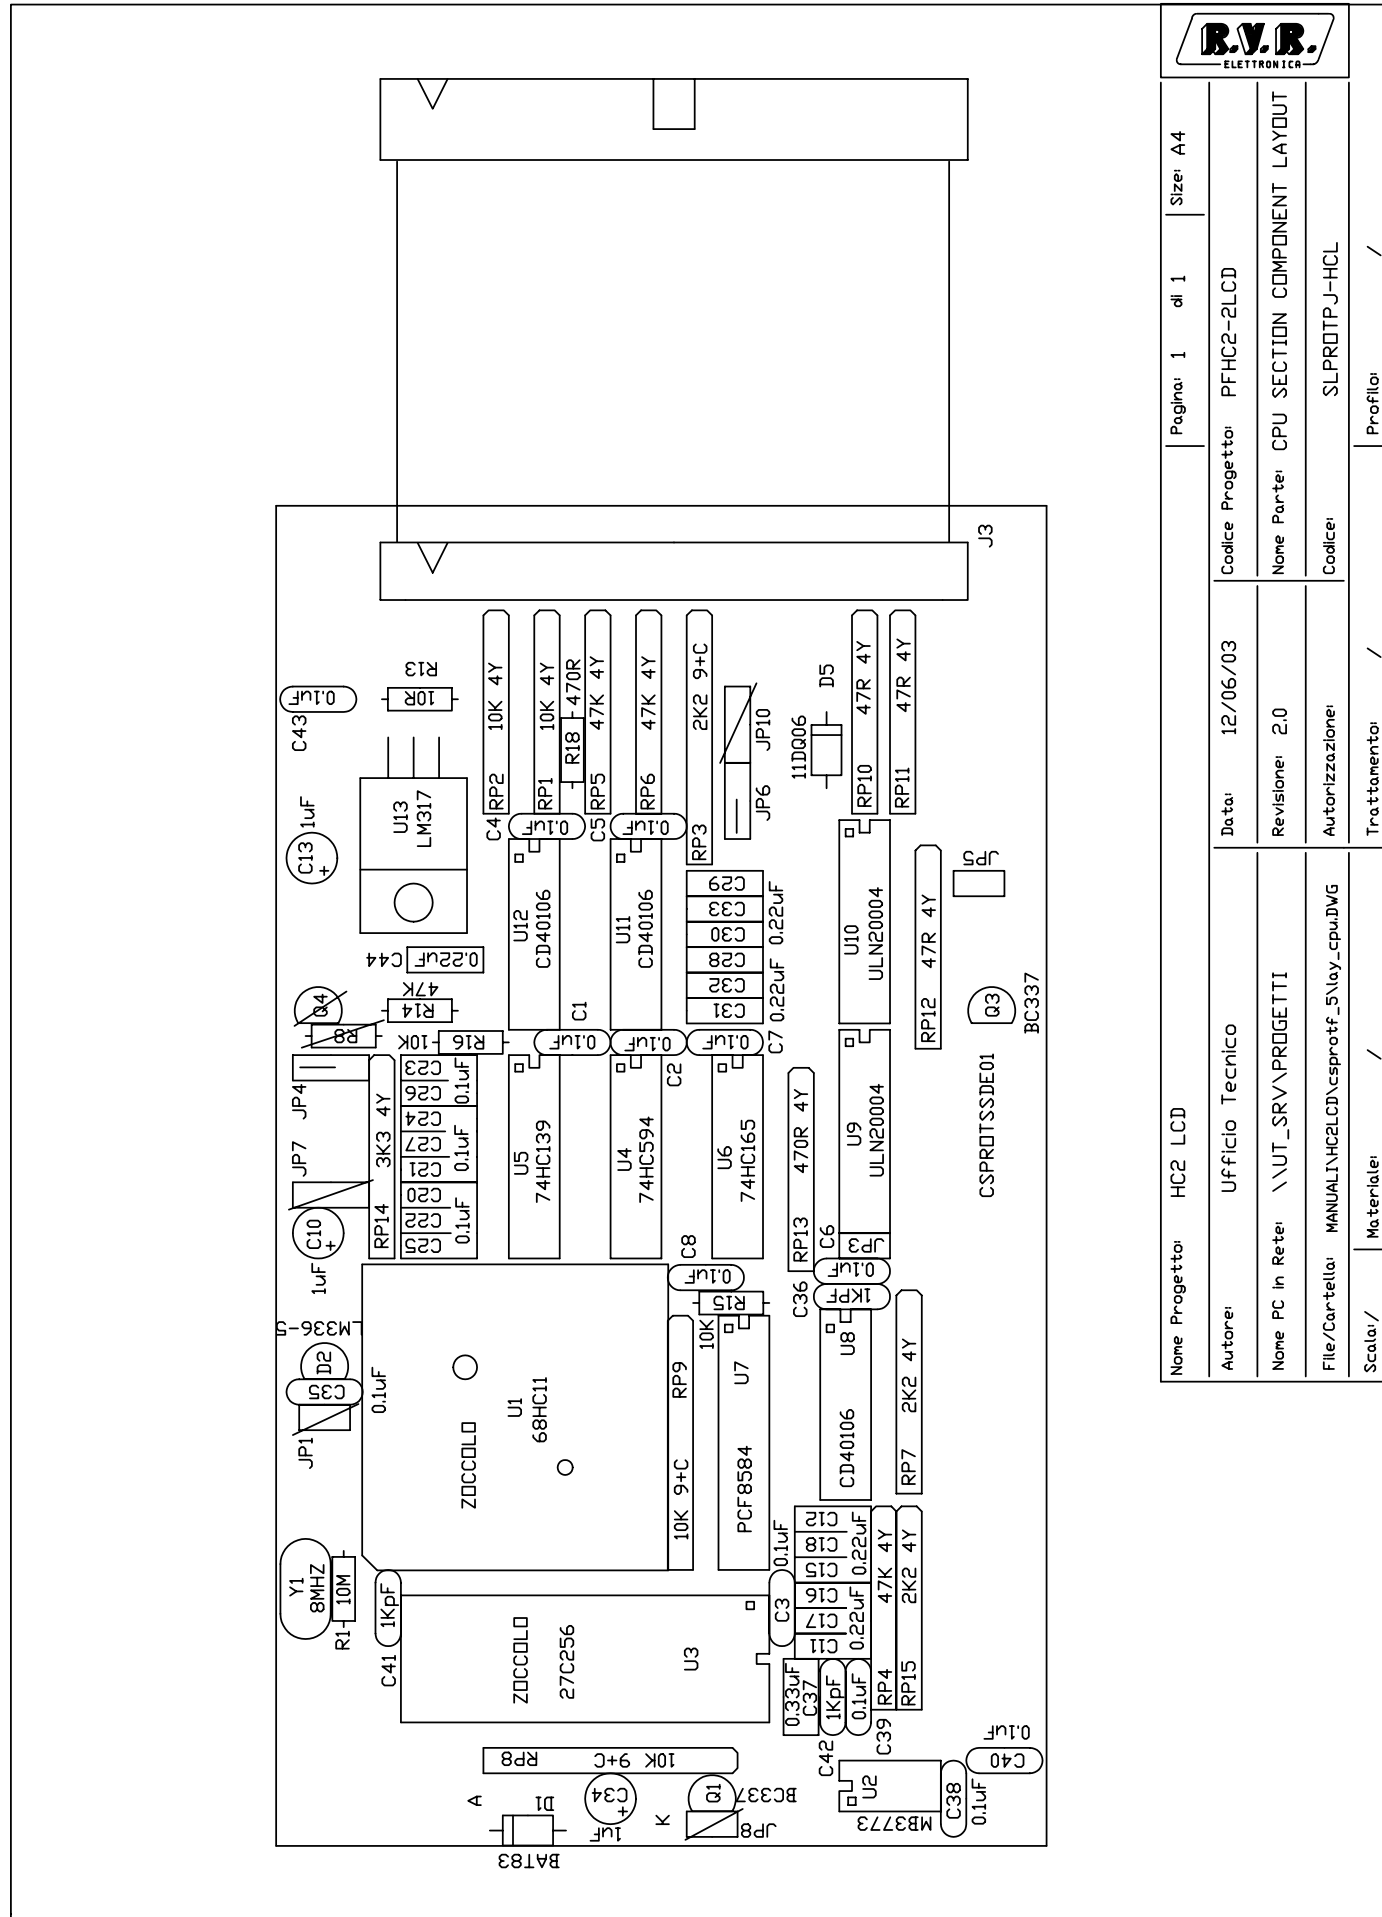 R.V.R.
ELETTRONICA
Nome Progetto: HC2 LCD
Pagina: 1 di 1
Size: A4
Autore: Ufficio Tecnico
Data: 12/06/03
Codice Progetto: PFHC2-2LCD
Nome PC in Rete: \\UT_SRV\PROGETTI
Revisione: 2.0
Nome Parte: CPU SECTION COMPONENT LAYOUT
File/Cartella: MANUALI\HC2LCD\csprotf_5\lay_cpu.DWG
Autorizzazione:
Codice: SLPROTPJ-HCL
Scala: /
Materiale: /
Trattamento: /
Profilo: /
J3
C43
0.1uF
R13
10R
C13
1uF
+
U13
LM317
C44
0.22uF
Q4
R8
R14
47K
R16
10K
JP4
JP7
C10
1uF
+
RP14 3K3 4Y
C23
C26
C24
C27
C21
C20
C22
C25
0.1uF
0.1uF
0.1uF
RP2 10K 4Y
RP1 10K 4Y
R18
470R
RP5 47K 4Y
RP6 47K 4Y
RP3 2K2 9+C
JP10
JP6
11DQ06
D5
RP10 47R 4Y
RP11 47R 4Y
C4
0.1uF
C5
0.1uF
U12
CD40106
U11
CD40106
C29
C33
C30
C28
C32
C31
0.22uF
0.22uF
U10
ULN20004
RP12 47R 4Y
JP5
Q3
BC337
C1
0.1uF
0.1uF
C2
0.1uF
C7
U5
74HC139
U4
74HC594
U6
74HC165
RP13 470R 4Y
U9
ULN20004
JP3
CSPROTSSDE01
C8
0.1uF
C6
0.1uF
C36
1KPF
R15
10K
LM336-5
D2
C35
0.1uF
JP1
U1
68HC11
ZOCCOLO
10K 9+C RP9
U7
PCF8584
U8
CD40106
RP7 2K2 4Y
Y1
8MHZ
R1
10M
C41
1KpF
ZOCCOLO
27C256
U3
C3
0.1uF
C12
C18
C15
C16
C17
C11
0.22uF
0.22uF
RP4 47K 4Y
RP15 2K2 4Y
0.33uF
C37
1KpF
C42
0.1uF
C39
RP8 10K 9+C
A
D1
BAT83
C34
+
1uF
K
Q1
BC337
JP8
U2
MB3773
C38
0.1uF
C40
0.1uF